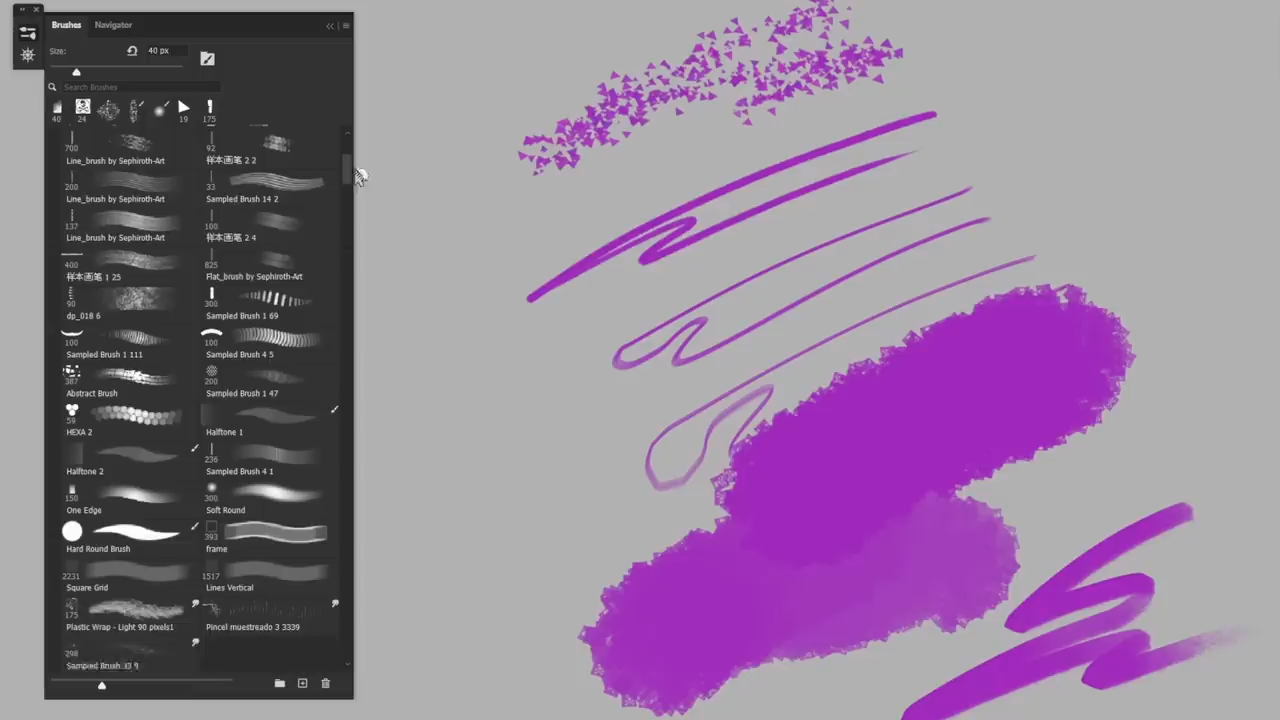 Brushes Navigator
Size: 40 px
Search Brushes
40 24 19 175
700 92
Line_brush by Sephiroth-Art 样本画笔 2 2
200 33
Line_brush by Sephiroth-Art Sampled Brush 14 2
137 100
Line_brush by Sephiroth-Art 样本画笔 2 4
400 825
样本画笔 1 25 Flat_brush by Sephiroth-Art
90 300
dp_018 6 Sampled Brush 1 69
100 100
Sampled Brush 1 111 Sampled Brush 4 5
387 200
Abstract Brush Sampled Brush 1 47
59
HEXA 2 Halftone 1
236
Halftone 2 Sampled Brush 4 1
150 300
One Edge Soft Round
393
Hard Round Brush frame
2231 1517
Square Grid Lines Vertical
175
Plastic Wrap - Light 90 pixels1 Pincel muestreado 3 3339
298
Sampled Brush